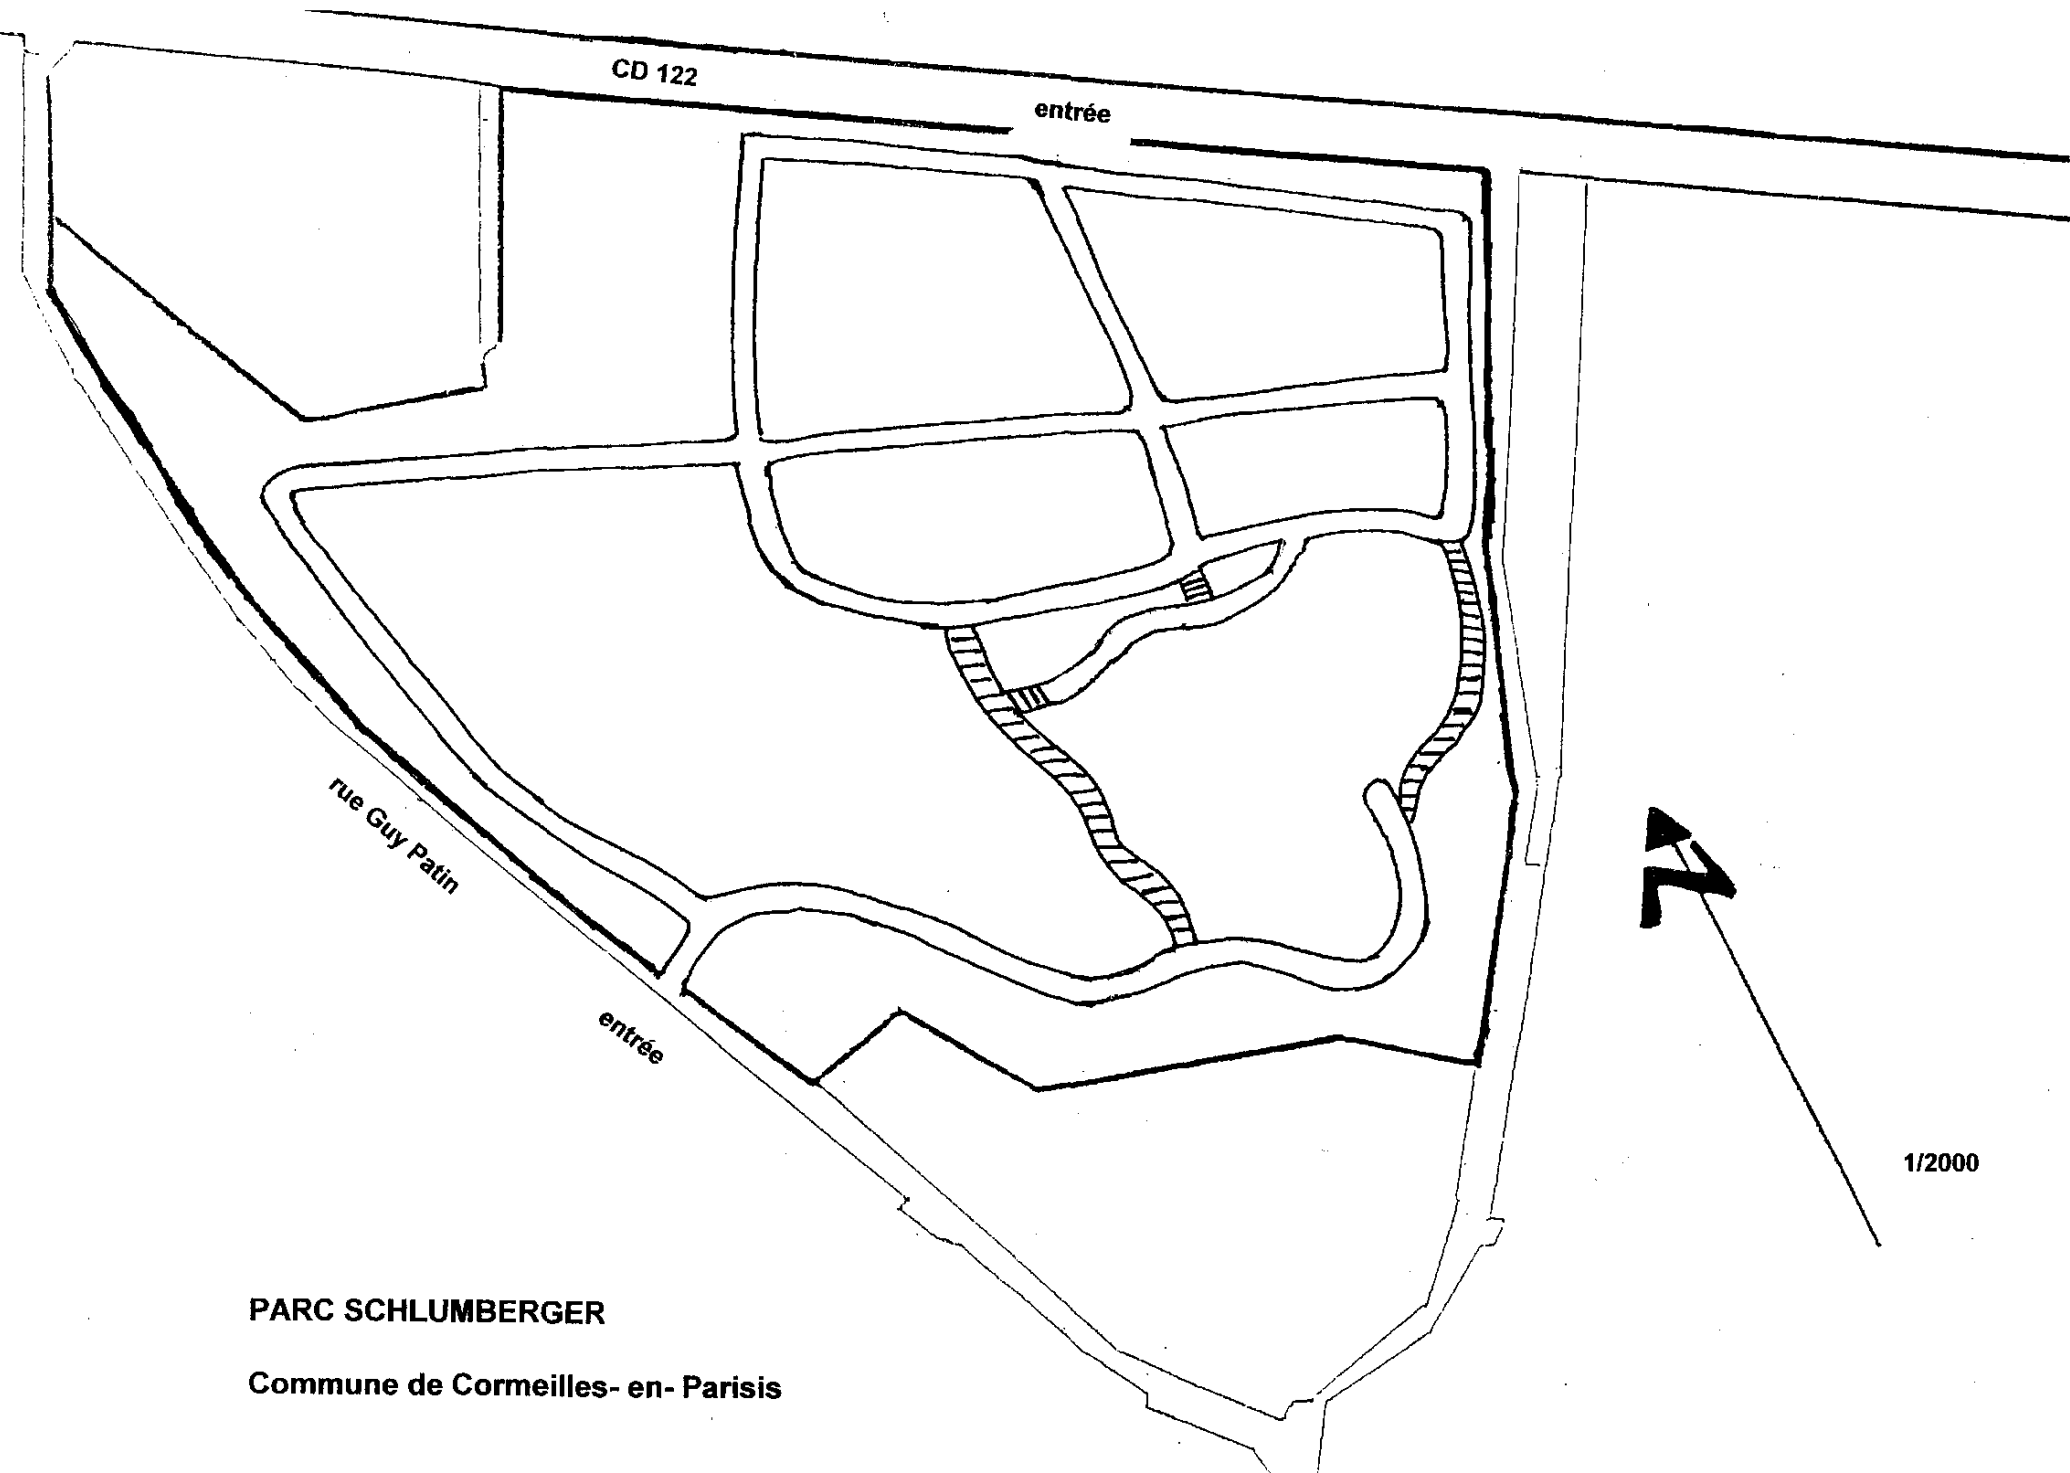 CD 122
entrée
rue Guy Patin
entrée
N
1/2000
PARC SCHLUMBERGER
Commune de Cormeilles- en- Parisis